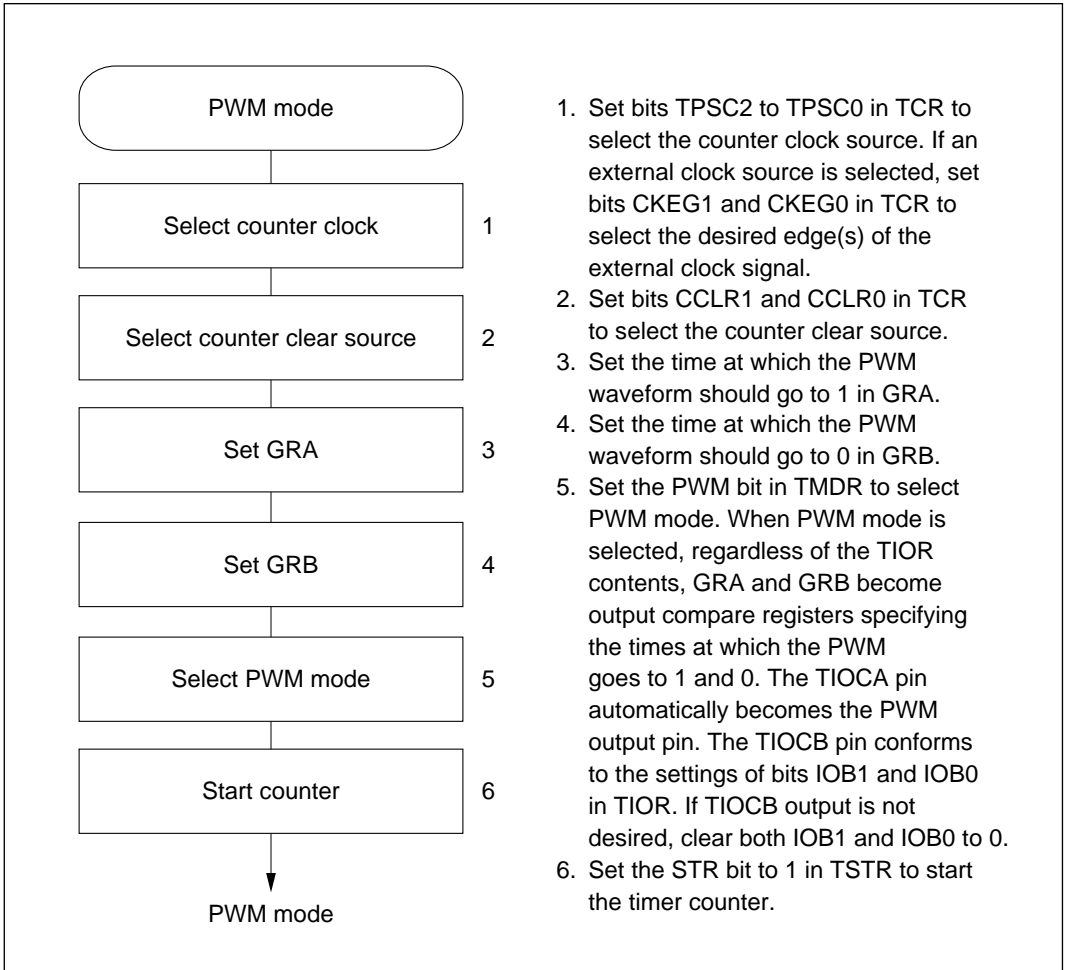 PWM mode
Select counter clock 1
Select counter clear source 2
Set GRA 3
Set GRB 4
Select PWM mode 5
Start counter 6
PWM mode
1. Set bits TPSC2 to TPSC0 in TCR to
select the counter clock source. If an
external clock source is selected, set
bits CKEG1 and CKEG0 in TCR to
select the desired edge(s) of the
external clock signal.
2. Set bits CCLR1 and CCLR0 in TCR
to select the counter clear source.
3. Set the time at which the PWM
waveform should go to 1 in GRA.
4. Set the time at which the PWM
waveform should go to 0 in GRB.
5. Set the PWM bit in TMDR to select
PWM mode. When PWM mode is
selected, regardless of the TIOR
contents, GRA and GRB become
output compare registers specifying
the times at which the PWM
goes to 1 and 0. The TIOCA pin
automatically becomes the PWM
output pin. The TIOCB pin conforms
to the settings of bits IOB1 and IOB0
in TIOR. If TIOCB output is not
desired, clear both IOB1 and IOB0 to 0.
6. Set the STR bit to 1 in TSTR to start
the timer counter.